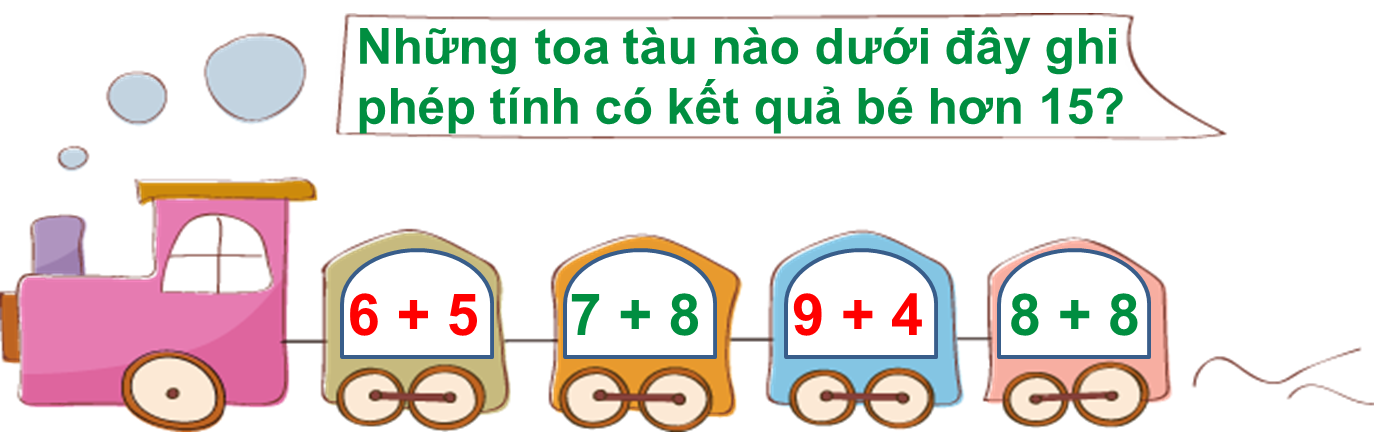 Những toa tàu nào dưới đây ghi
phép tính có kết quả bé hơn 15?
6 + 5 7 + 8 9 + 4 8 + 8